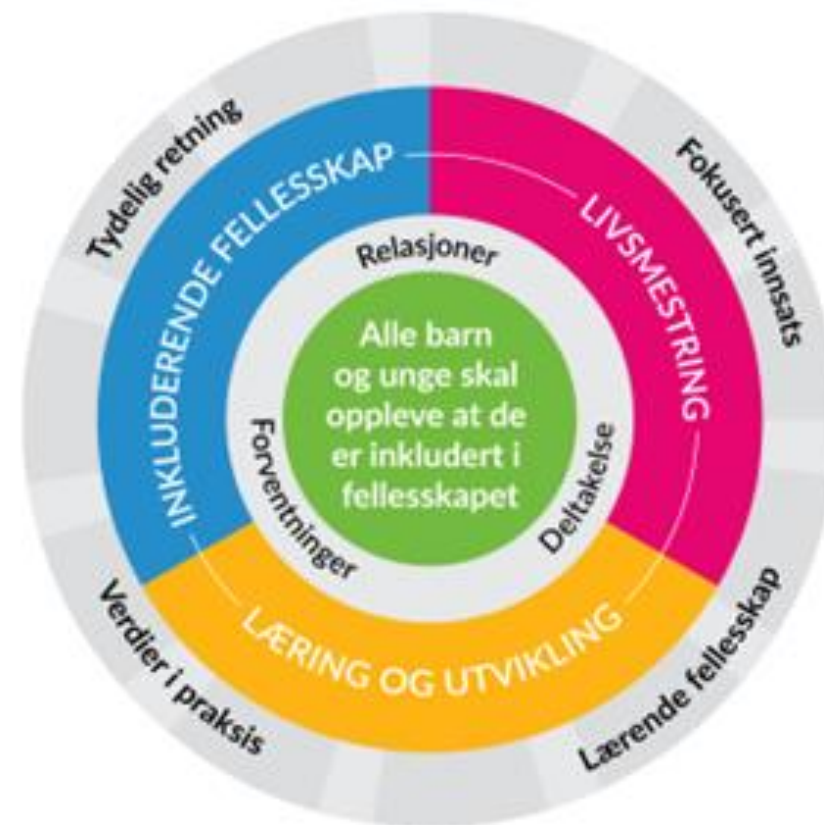 Tydelig retning
Fokusert innsats
INKLUDERENDE FELLESSKAP
LIVSMESTRING
Relasjoner
Alle barn
og unge skal
oppleve at de
er inkludert i
fellesskapet
Forventninger
Deltakelse
LÆRING OG UTVIKLING
Verdier i praksis
Lærende fellesskap